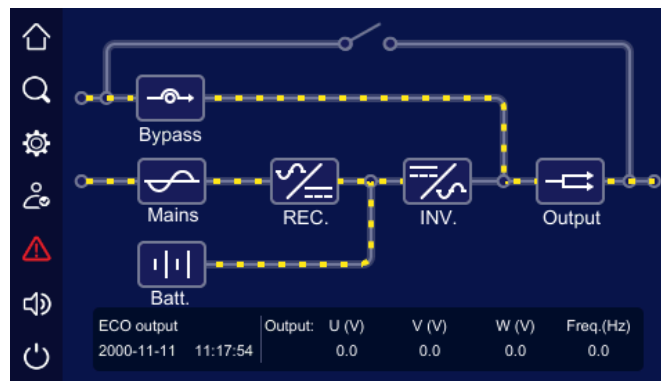 Bypass
Mains
REC.
INV.
Output
Batt.
ECO output Output: U (V) V (V) W (V) Freq.(Hz)
2000-11-11 11:17:54 0.0 0.0 0.0 0.0